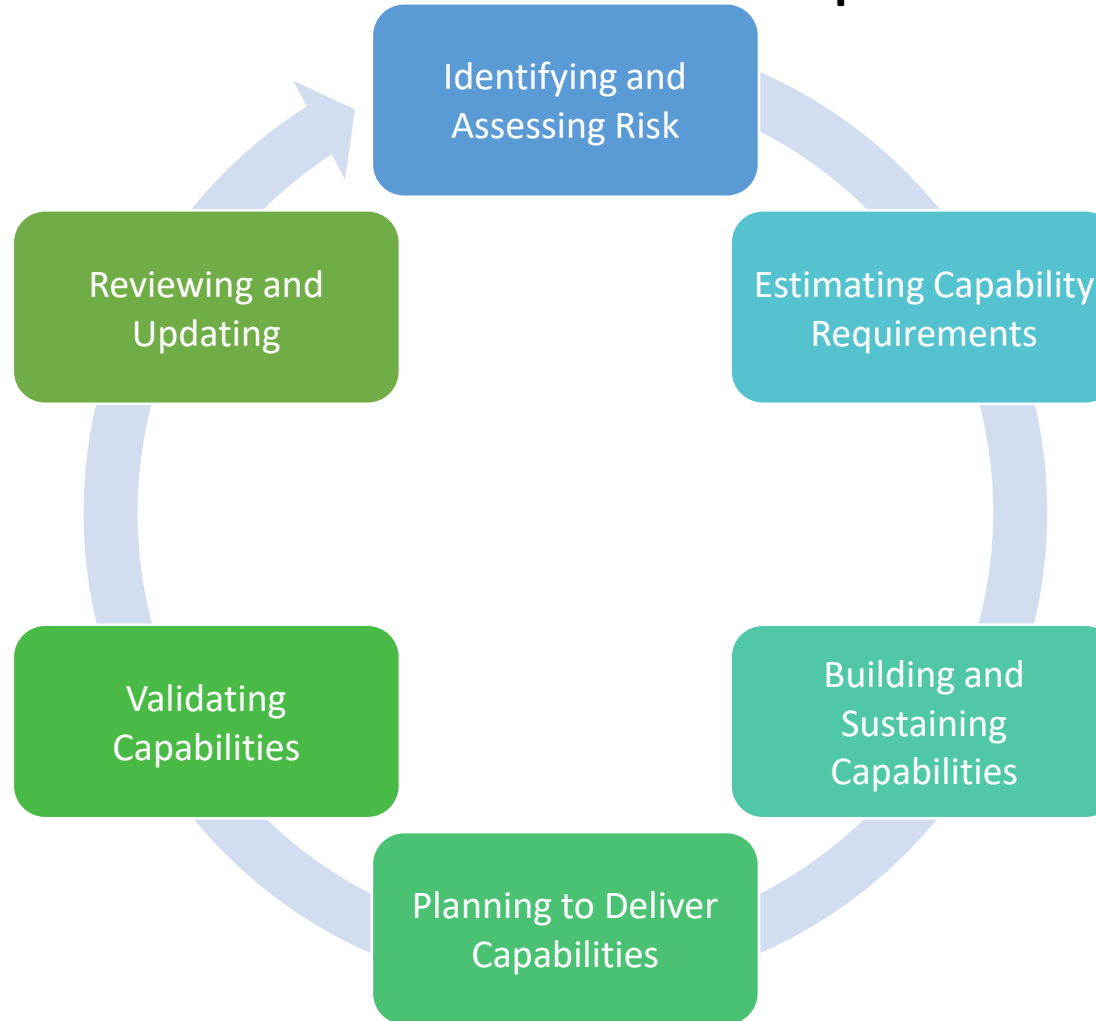 Identifying and
Assessing Risk
Estimating Capability
Requirements
Building and
Sustaining
Capabilities
Planning to Deliver
Capabilities
Validating
Capabilities
Reviewing and
Updating